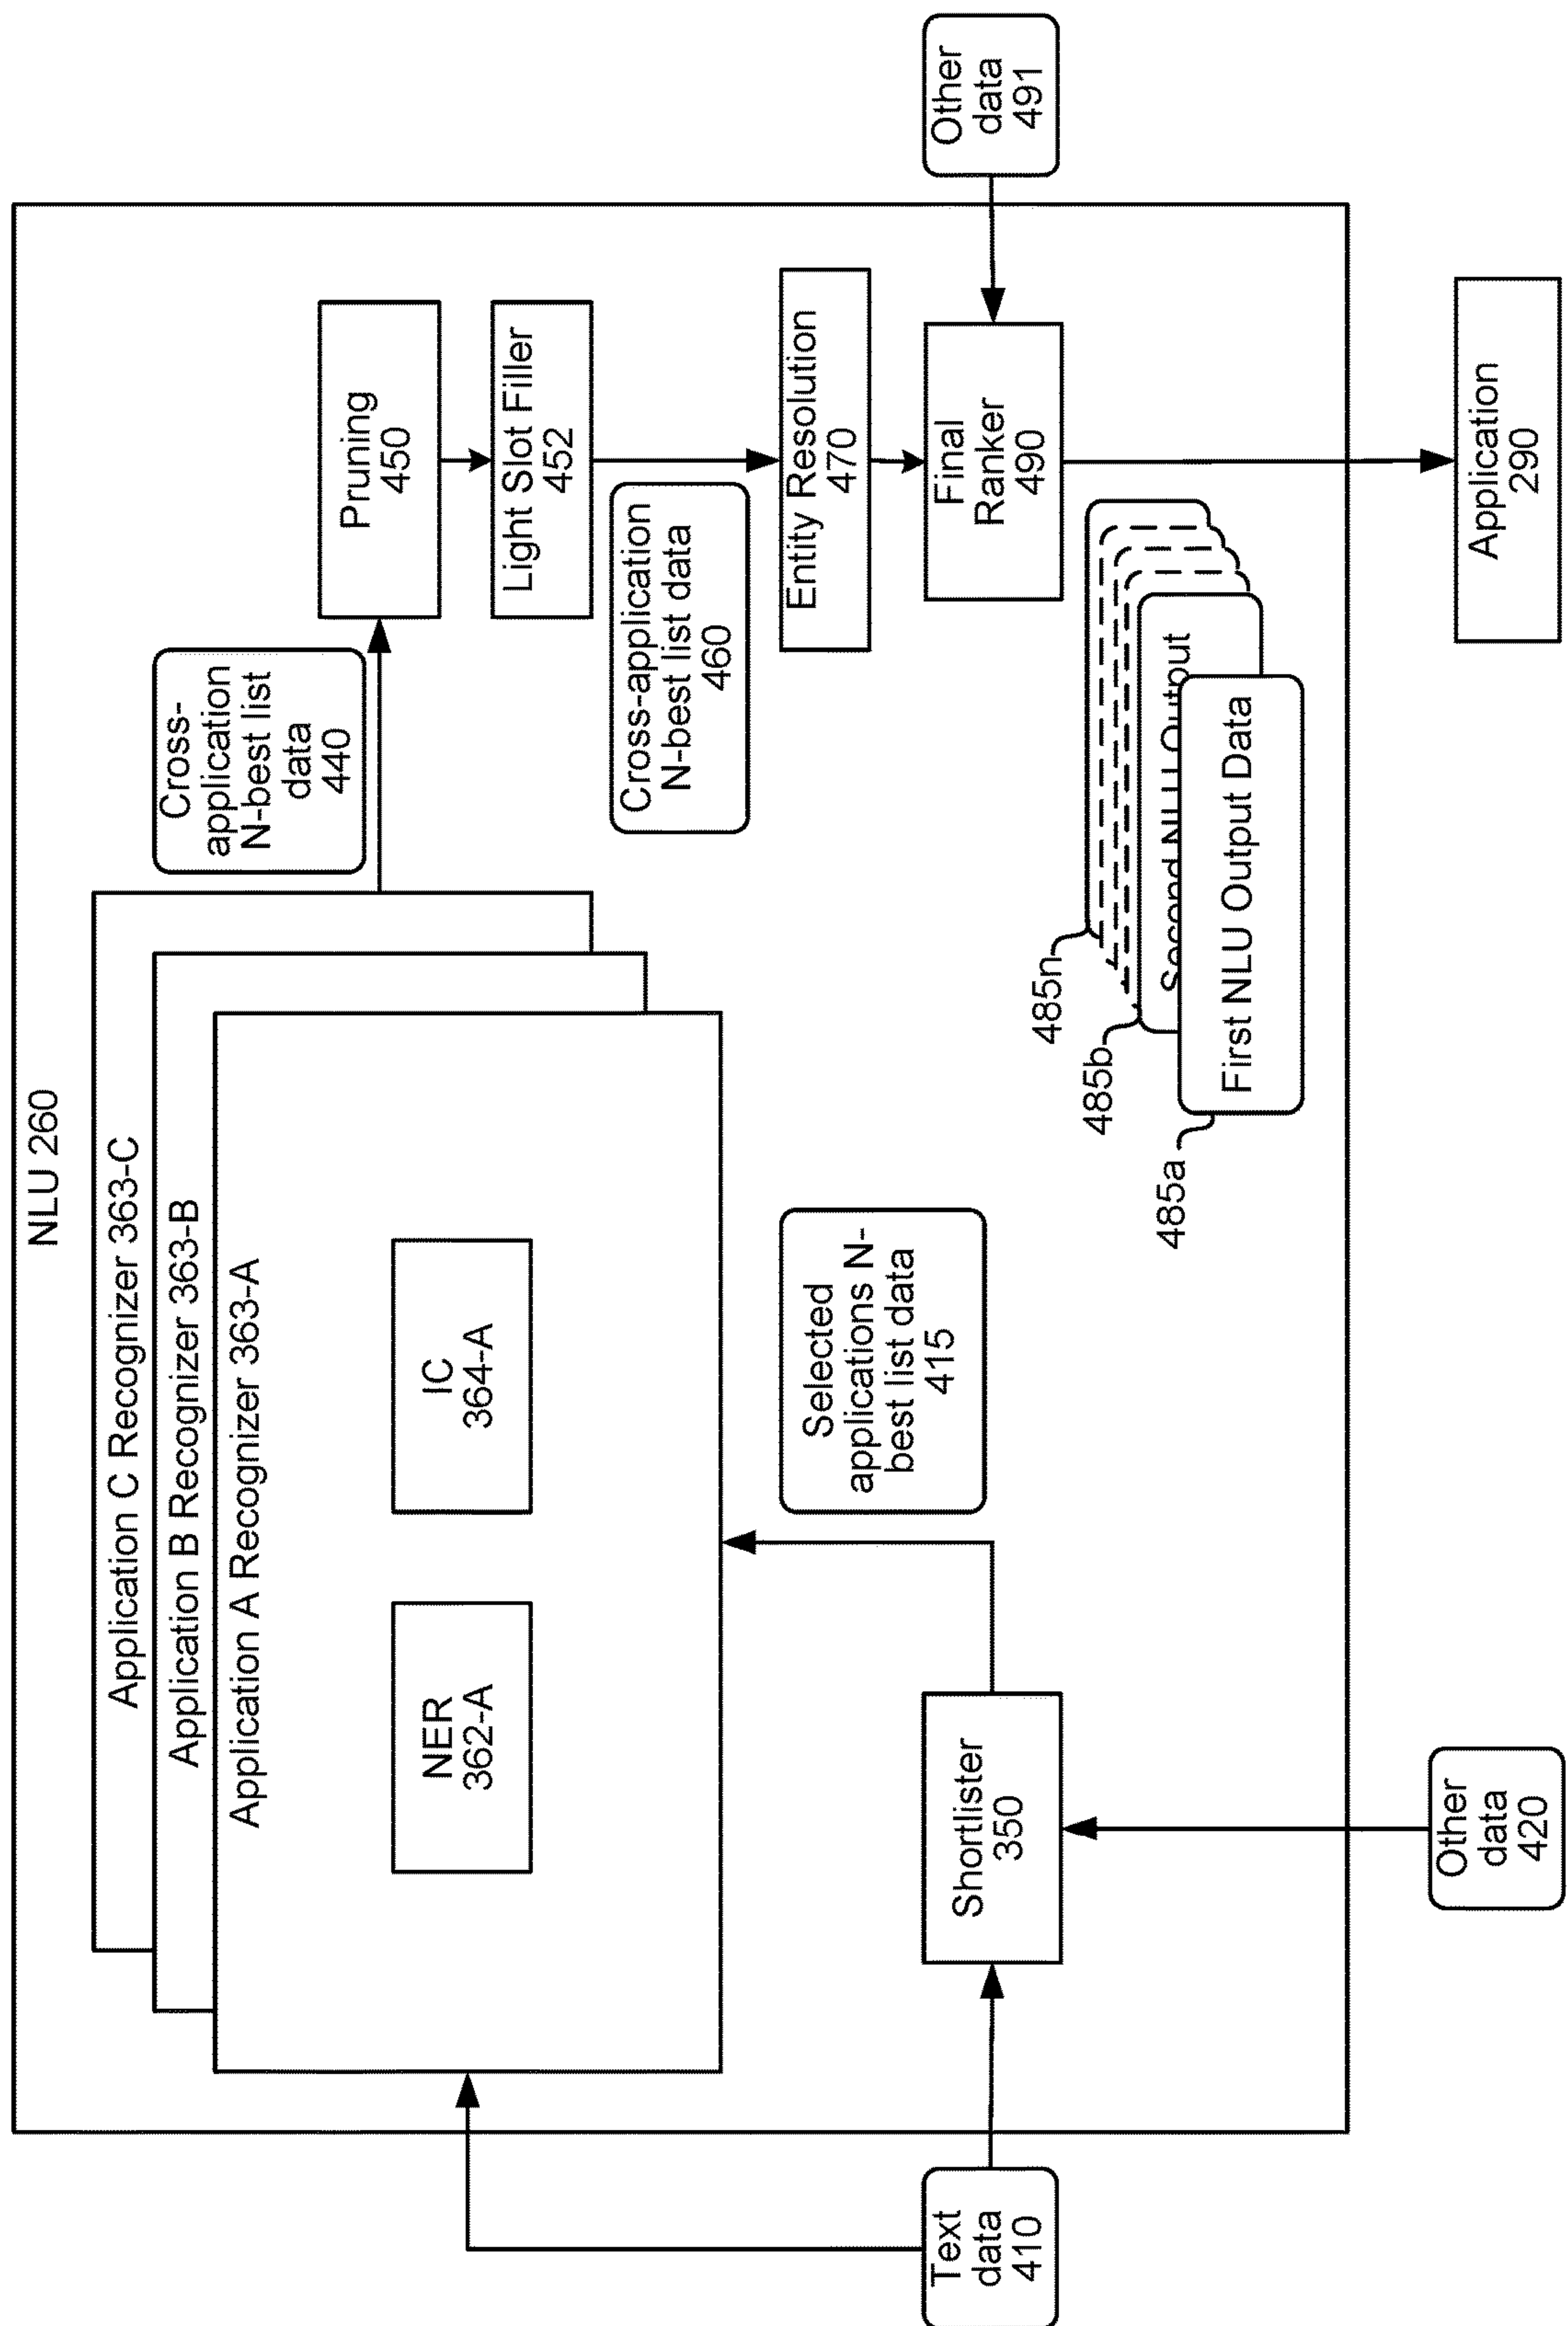 NLU 260
Application C Recognizer 363-C
Application B Recognizer 363-B
Application A Recognizer 363-A
NER
362-A
IC
364-A
Cross-
application
N-best list
data
440
Pruning
450
Light Slot Filler
452
Cross-application
N-best list data
460
Entity Resolution
470
Final
Ranker
490
Other
data
491
Text
data
410
Shortlister
350
Other
data
420
Selected
applications N-
best list data
415
485n
485b
485a
Second NLU Output
First NLU Output Data
Application
290